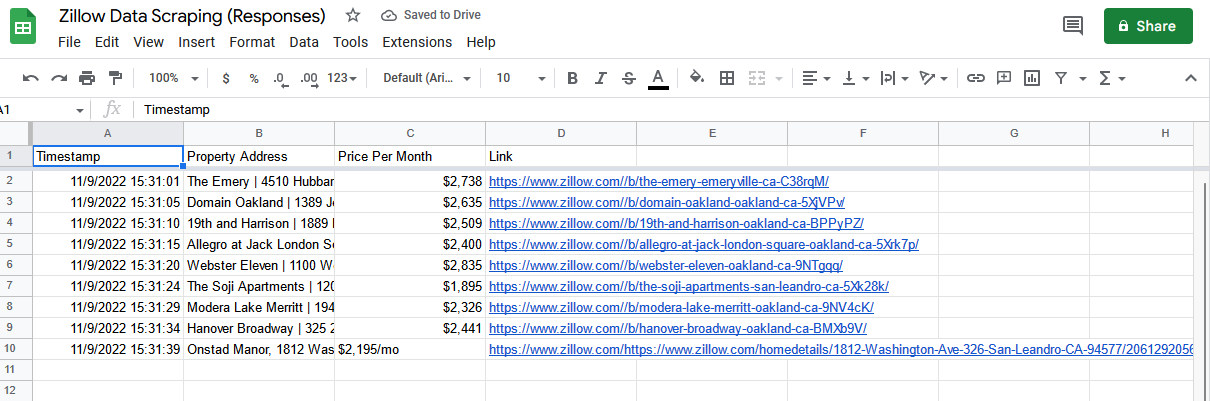 Zillow Data Scraping (Responses) Saved to Drive
File Edit View Insert Format Data Tools Extensions Help
Share
100% $ % .0 .00 123 Default (Ari... 10 B I S A
A1 fx Timestamp
A B C D E F G H
1 Timestamp Property Address Price Per Month Link
2 11/9/2022 15:31:01 The Emery | 4510 Hubbar $2,738 https://www.zillow.com//b/the-emery-emeryville-ca-C38rqM/
3 11/9/2022 15:31:05 Domain Oakland | 1389 Je $2,635 https://www.zillow.com//b/domain-oakland-oakland-ca-5XjVPv/
4 11/9/2022 15:31:10 19th and Harrison | 1889 $2,509 https://www.zillow.com//b/19th-and-harrison-oakland-ca-BPPyPZ/
5 11/9/2022 15:31:15 Allegro at Jack London Sq $2,400 https://www.zillow.com//b/allegro-at-jack-london-square-oakland-ca-5Xrk7p/
6 11/9/2022 15:31:20 Webster Eleven | 1100 W $2,835 https://www.zillow.com//b/webster-eleven-oakland-ca-9NTgqq/
7 11/9/2022 15:31:24 The Soji Apartments | 120 $1,895 https://www.zillow.com//b/the-soji-apartments-san-leandro-ca-5Xk28k/
8 11/9/2022 15:31:29 Modera Lake Merritt | 194 $2,326 https://www.zillow.com//b/modera-lake-merritt-oakland-ca-9NV4cK/
9 11/9/2022 15:31:34 Hanover Broadway | 325 2 $2,441 https://www.zillow.com//b/hanover-broadway-oakland-ca-BMXb9V/
10 11/9/2022 15:31:39 Onstad Manor, 1812 Was $2,195/mo https://www.zillow.com/https://www.zillow.com/homedetails/1812-Washington-Ave-326-San-Leandro-CA-94577/2061292056
11
12